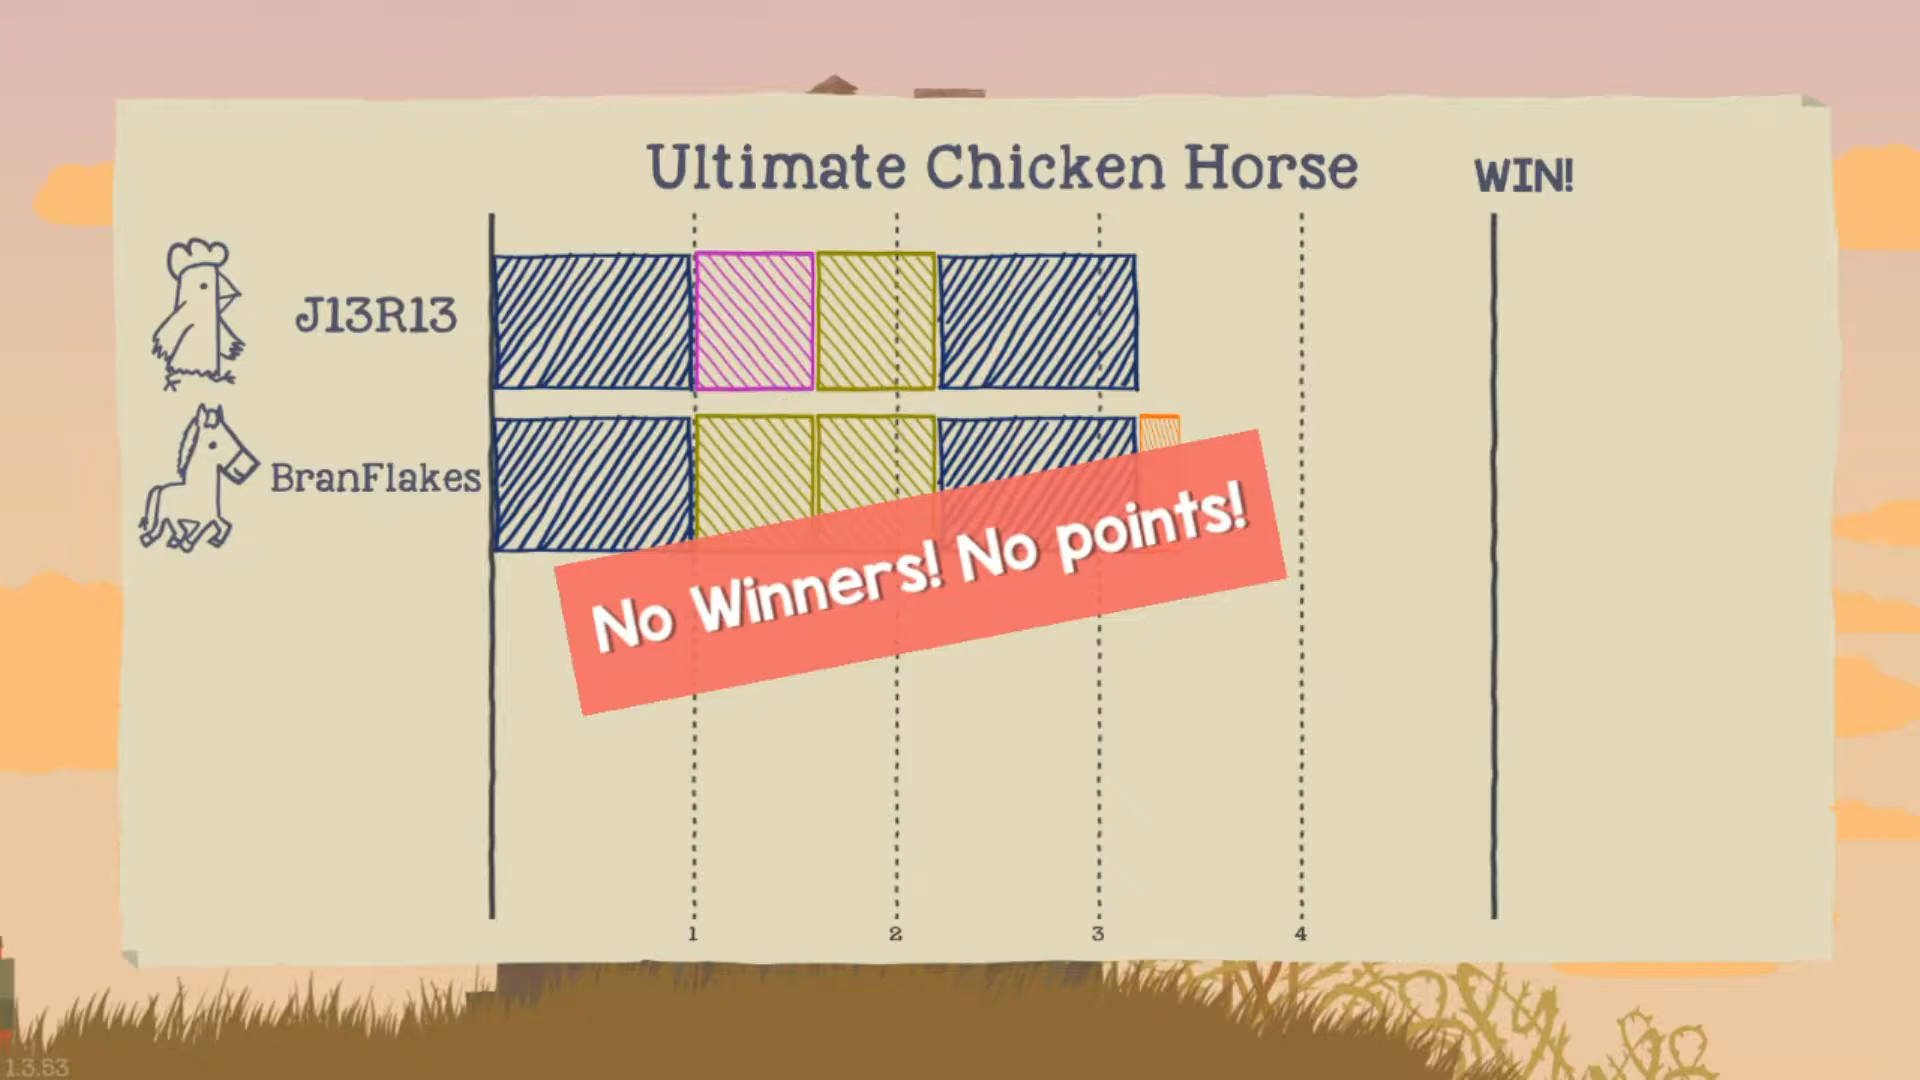 Ultimate Chicken Horse
WIN!
J13R13
BranFlakes
No Winners! No points!
1 2 3 4
1.3.53